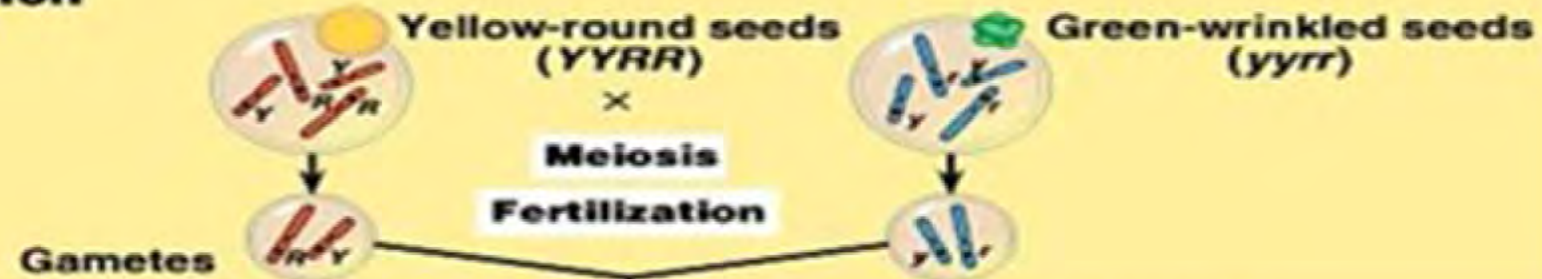 Yellow-round seeds
(YYRR)
×
Green-wrinkled seeds
(yyrr)
Y
Y
R
R
r
y
y
r
Meiosis
Fertilization
Gametes
R Y
y r